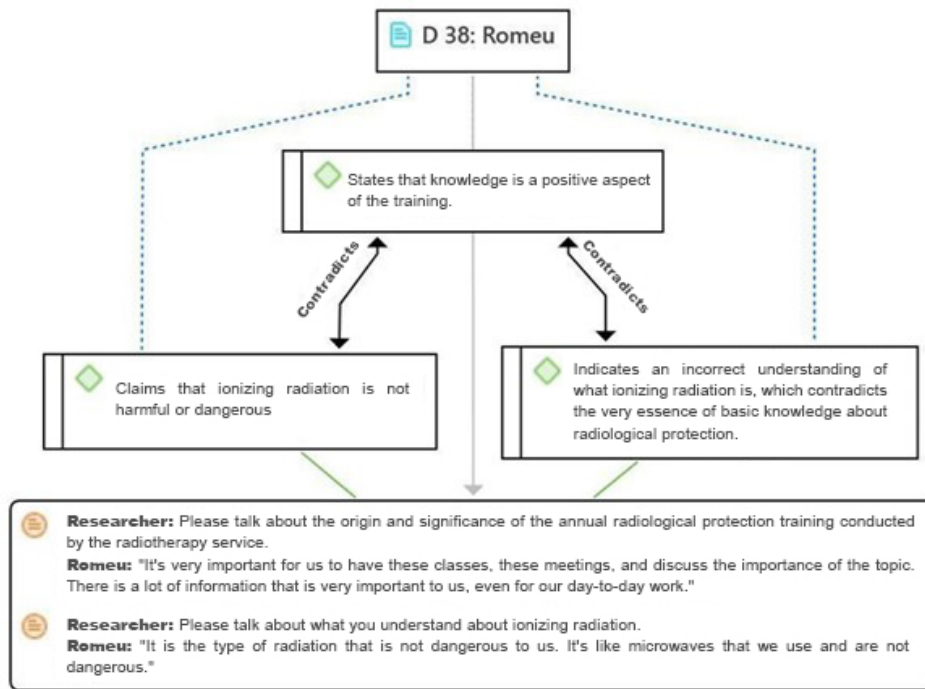 D 38: Romeu
States that knowledge is a positive aspect
of the training.
Contradicts
Contradicts
Claims that ionizing radiation is not
harmful or dangerous
Indicates an incorrect understanding of
what ionizing radiation is, which contradicts
the very essence of basic knowledge about
radiological protection.
Researcher: Please talk about the origin and significance of the annual radiological protection training conducted
by the radiotherapy service.
Romeu: "It's very important for us to have these classes, these meetings, and discuss the importance of the topic.
There is a lot of information that is very important to us, even for our day-to-day work."
Researcher: Please talk about what you understand about ionizing radiation.
Romeu: "It is the type of radiation that is not dangerous to us. It's like microwaves that we use and are not
dangerous."